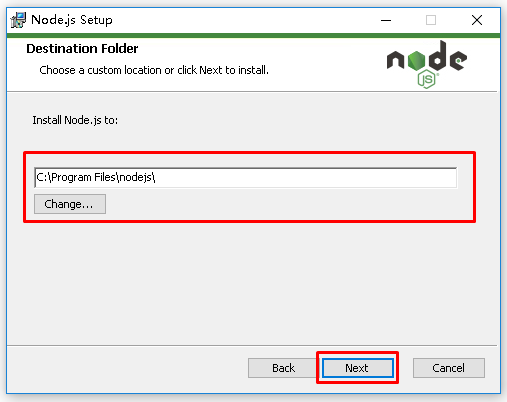 Node.js Setup
Destination Folder
Choose a custom location or click Next to install.
node
JS
Install Node.js to:
C:\Program Files\nodejs\
Change...
Back
Next
Cancel